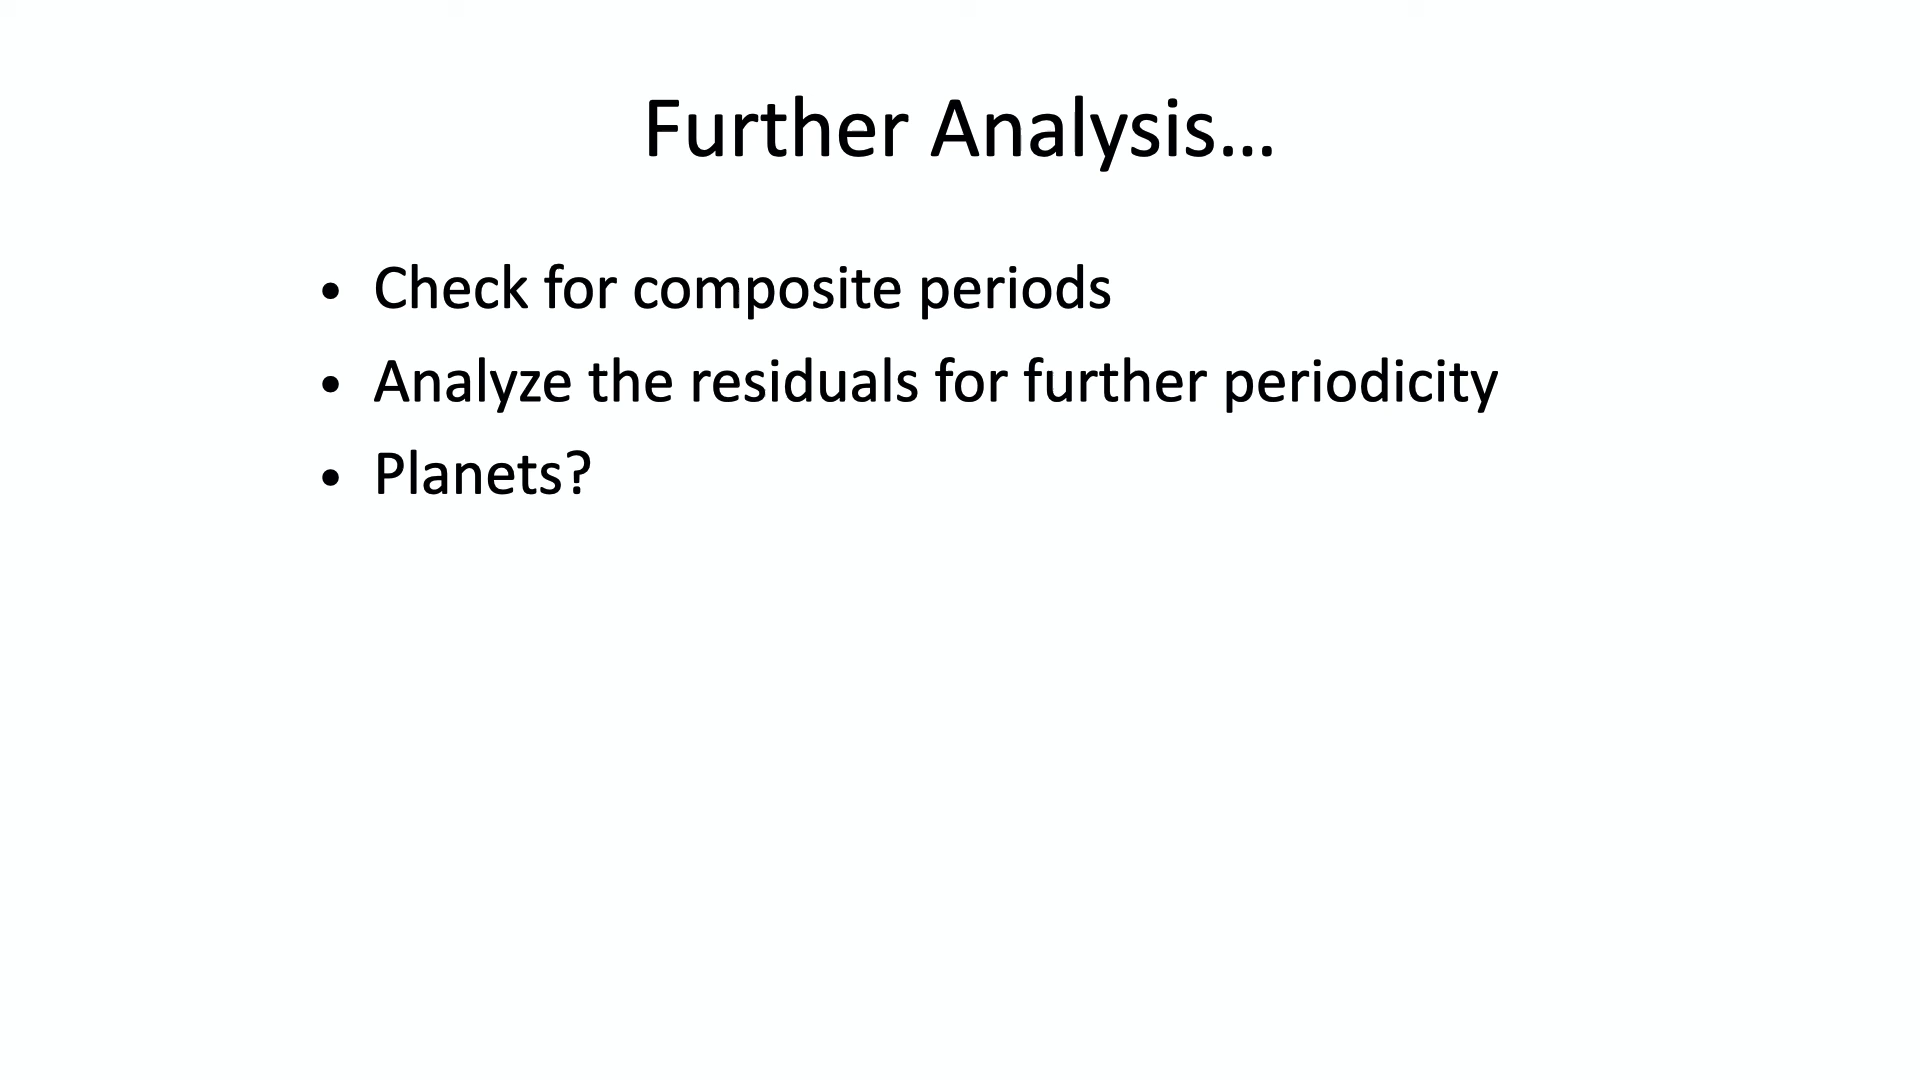 Further Analysis…
• Check for composite periods
• Analyze the residuals for further periodicity
• Planets?